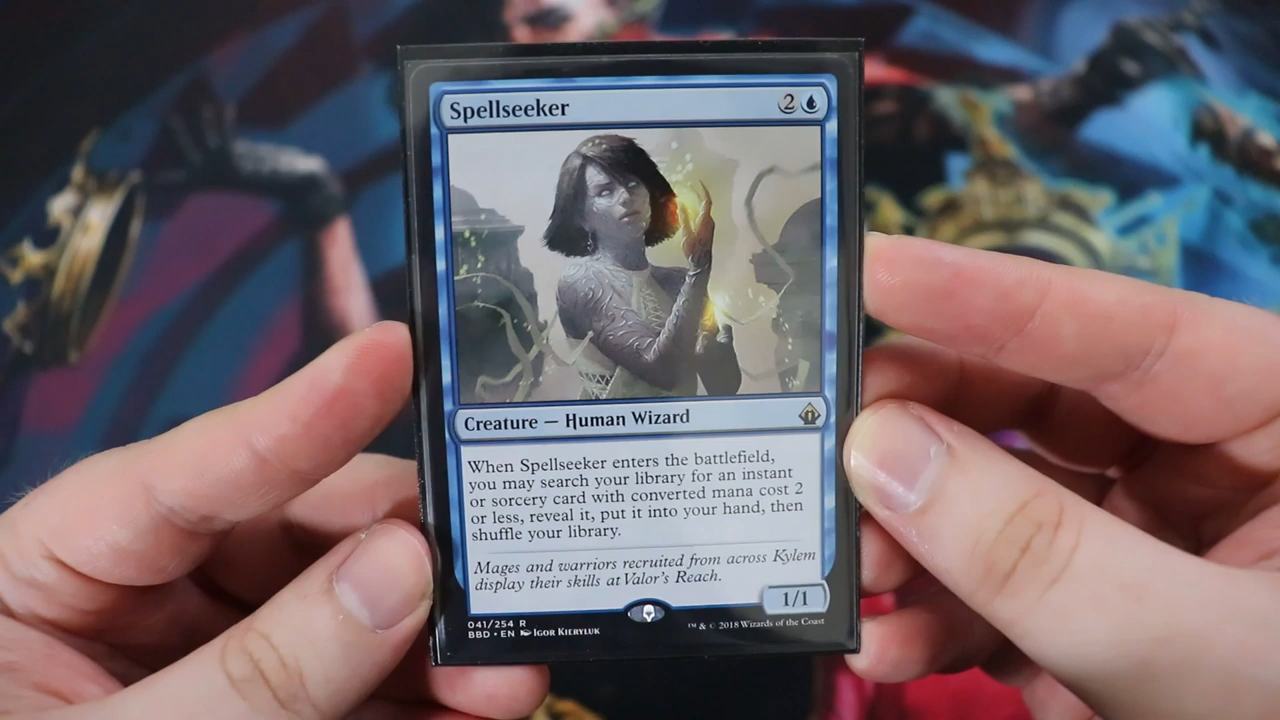 Spellseeker 2
Creature — Human Wizard
When Spellseeker enters the battlefield,
you may search your library for an instant
or sorcery card with converted mana cost 2
or less, reveal it, put it into your hand, then
shuffle your library.
Mages and warriors recruited from across Kylem
display their skills at Valor's Reach.
1/1
041/254 R
BBD • EN Igor Kieryluk
™ & © 2018 Wizards of the Coast